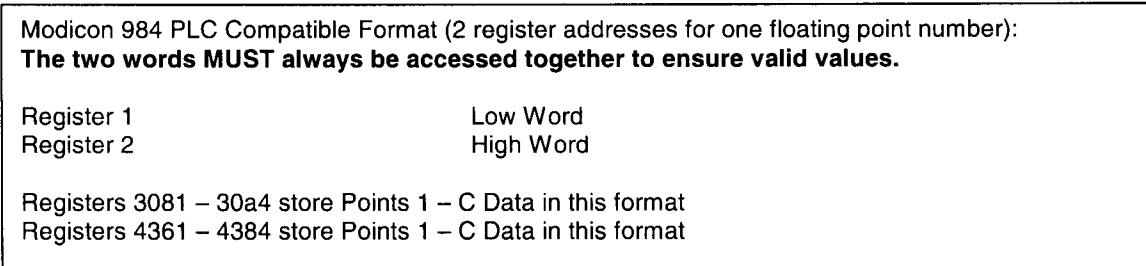 Modicon 984 PLC Compatible Format (2 register addresses for one floating point number):
The two words MUST always be accessed together to ensure valid values.
Register 1 Low Word
Register 2 High Word
Registers 3081 – 30a4 store Points 1 – C Data in this format
Registers 4361 – 4384 store Points 1 – C Data in this format